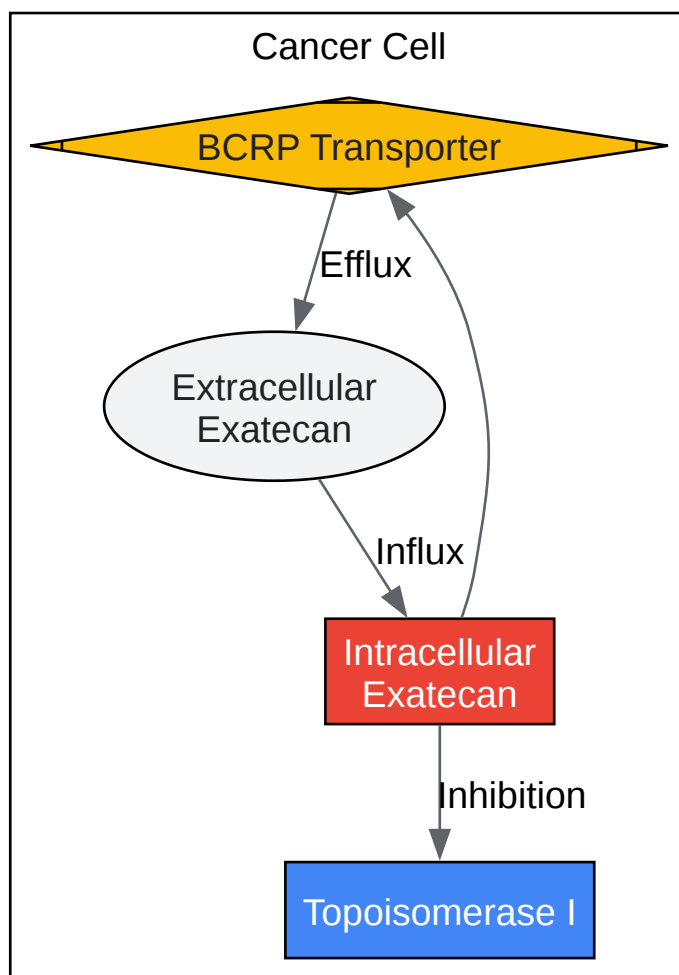 Cancer Cell
BCRP Transporter
Efflux
Extracellular
Exatecan
Influx
Intracellular
Exatecan
Inhibition
Topoisomerase I